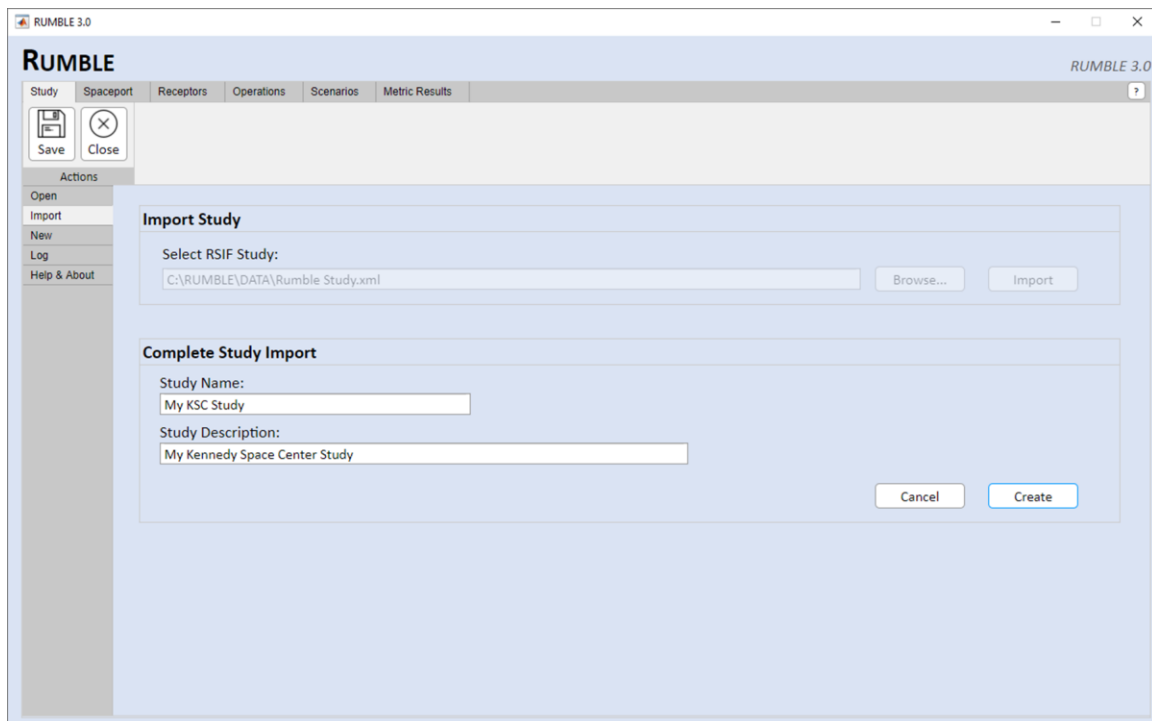 RUMBLE 3.0
RUMBLE
RUMBLE 3.0
Study Spaceport Receptors Operations Scenarios Metric Results ?
Save Close
Actions
Open
Import
New
Log
Help & About
Import Study
Select RSIF Study:
C:\RUMBLE\DATA\Rumble Study.xml Browse... Import
Complete Study Import
Study Name:
My KSC Study
Study Description:
My Kennedy Space Center Study
Cancel Create